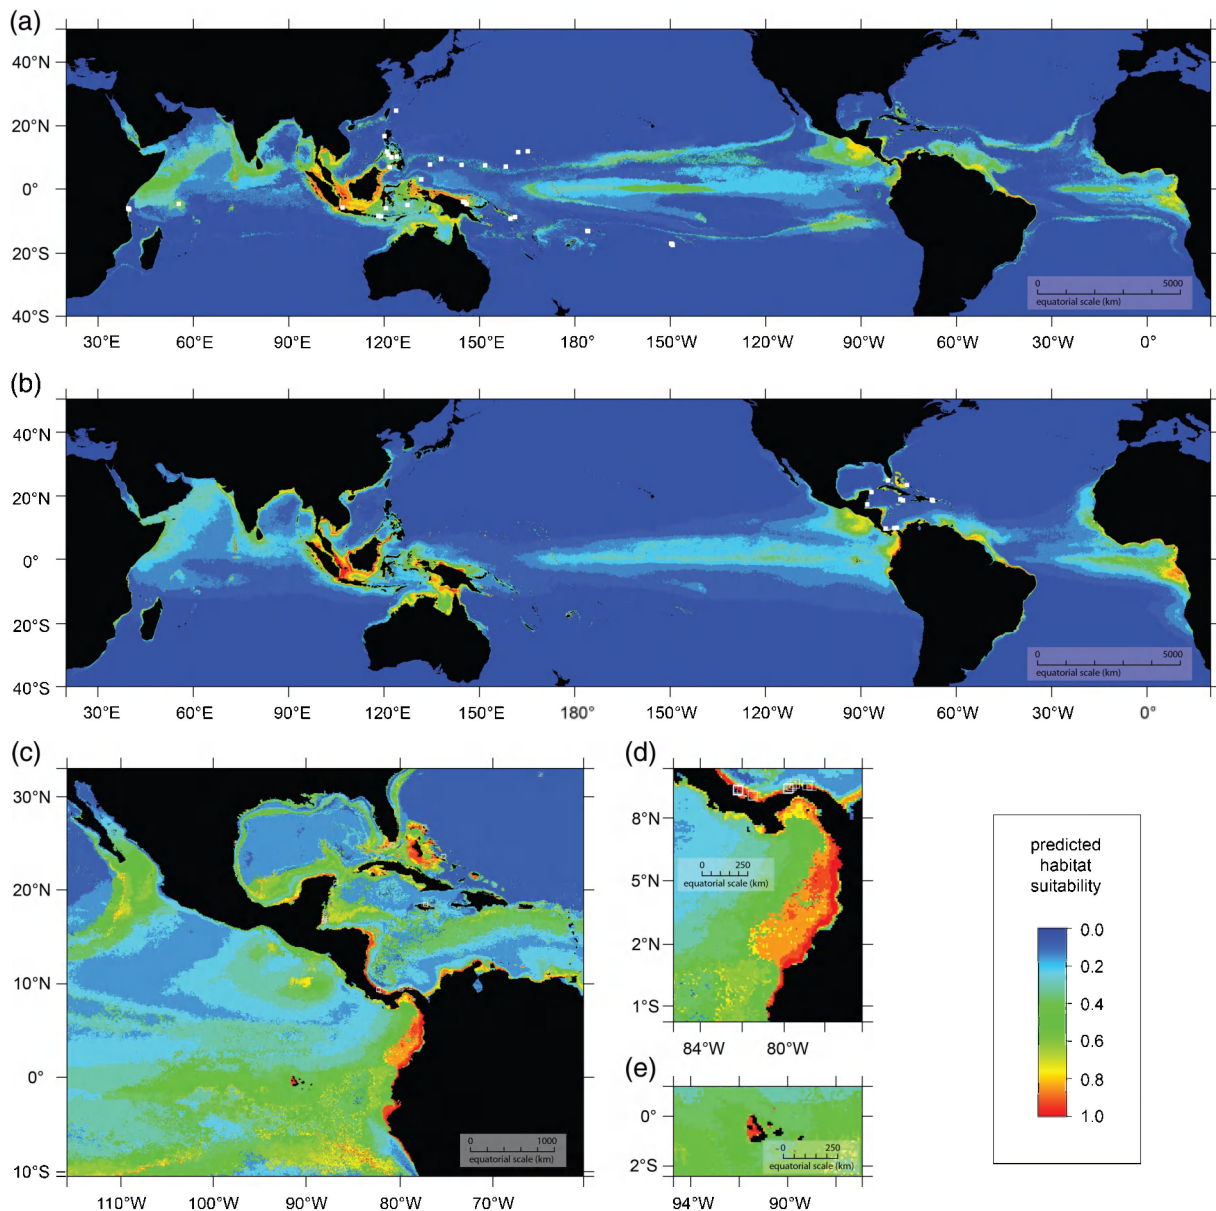 (a)
40°N
20°N
0°
20°S
40°S
0 5000
equatorial scale (km)
30°E 60°E 90°E 120°E 150°E 180° 150°W 120°W 90°W 60°W 30°W 0°
(b)
40°N
20°N
0°
20°S
40°S
0 5000
equatorial scale (km)
30°E 60°E 90°E 120°E 150°E 180° 150°W 120°W 90°W 60°W 30°W 0°
(c)
30°N
20°N
10°N
0°
10°S
0 1000
equatorial scale (km)
110°W 100°W 90°W 80°W 70°W
(d)
8°N
5°N
2°N
1°S
0 250
equatorial scale (km)
84°W 80°W
(e)
0°
2°S
0 250
equatorial scale (km)
94°W 90°W
predicted
habitat
suitability
0.0
0.2
0.4
0.6
0.8
1.0